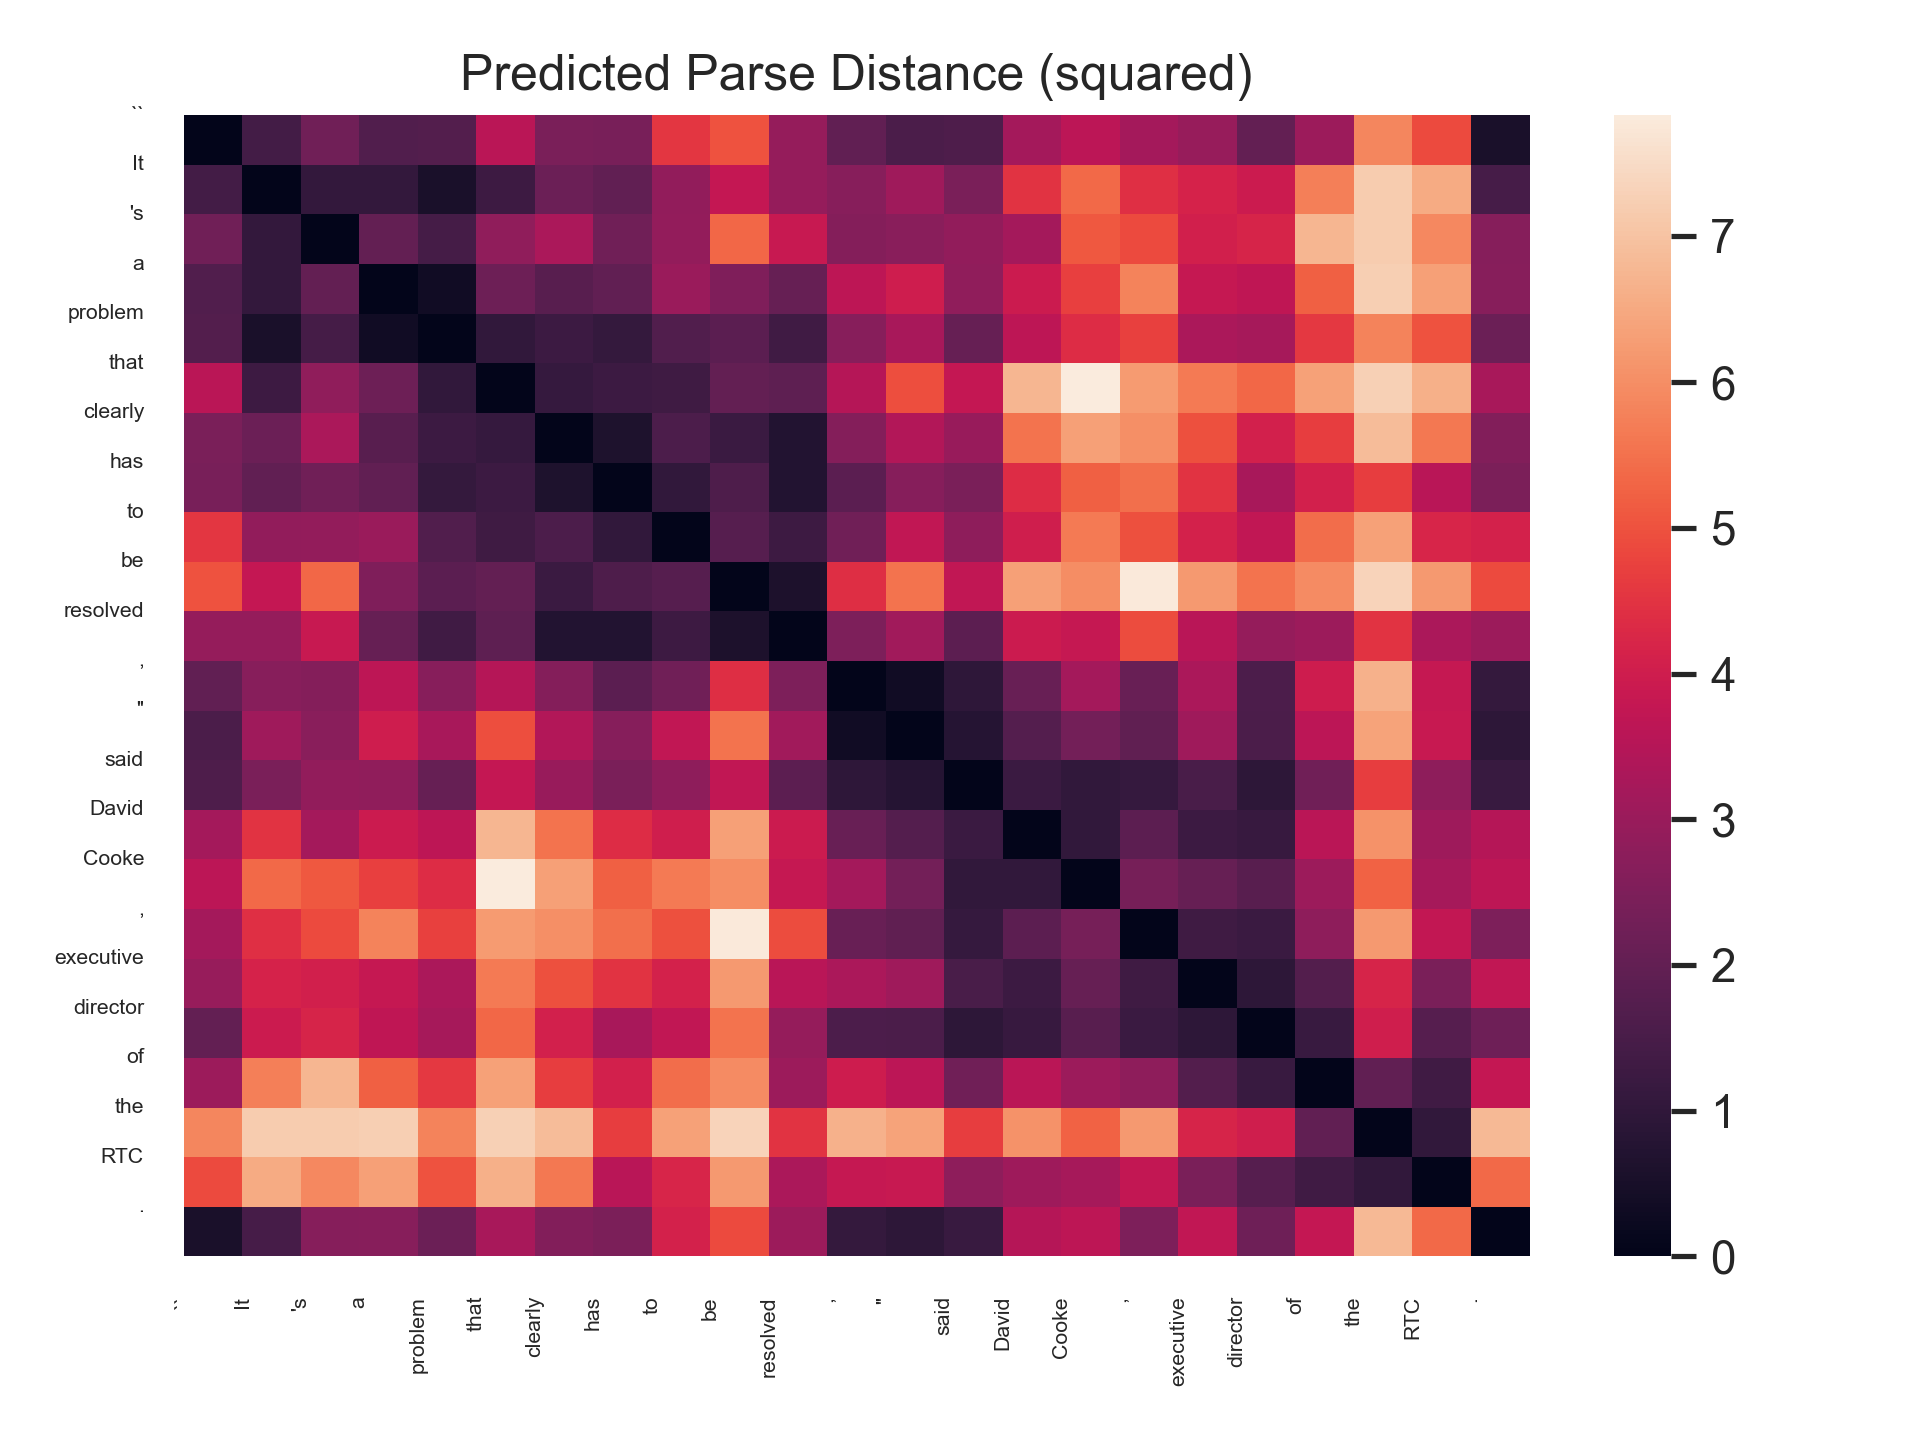 Predicted Parse Distance (squared)
``
It
's
a
problem
that
clearly
has
to
be
resolved
,
''
said
David
Cooke
,
executive
director
of
the
RTC
.
7
6
5
4
3
2
1
0
`` It 's a problem that clearly has to be resolved , '' said David Cooke , executive director of the RTC .